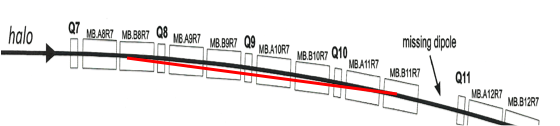 halo
Q7
MB.A8R7
MB.B8R7
Q8
MB.A9R7
MB.B9R7
Q9
MB.A10R7
MB.B10R7
Q10
MB.A11R7
MB.B11R7
missing dipole
Q11
MB.A12R7
MB.B12R7